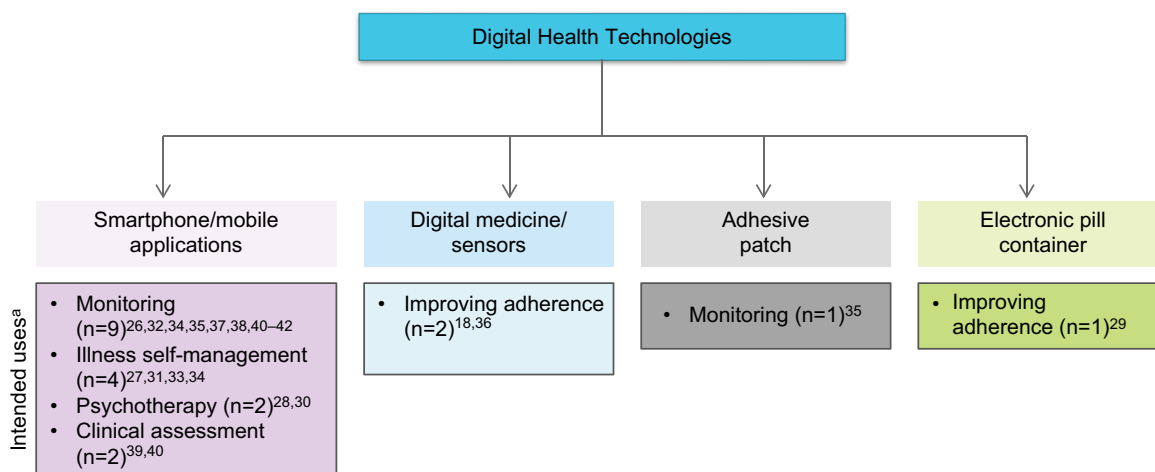 Digital Health Technologies
Smartphone/mobile
applications
Digital medicine/
sensors
Adhesive
patch
Electronic pill
container
Intended usesᵃ
• Monitoring
(n=9)26,32,34,35,37,38,40–42
• Illness self-management
(n=4)27,31,33,34
• Psychotherapy (n=2)28,30
• Clinical assessment
(n=2)39,40
• Improving adherence
(n=2)18,36
• Monitoring (n=1)35
• Improving
adherence (n=1)29